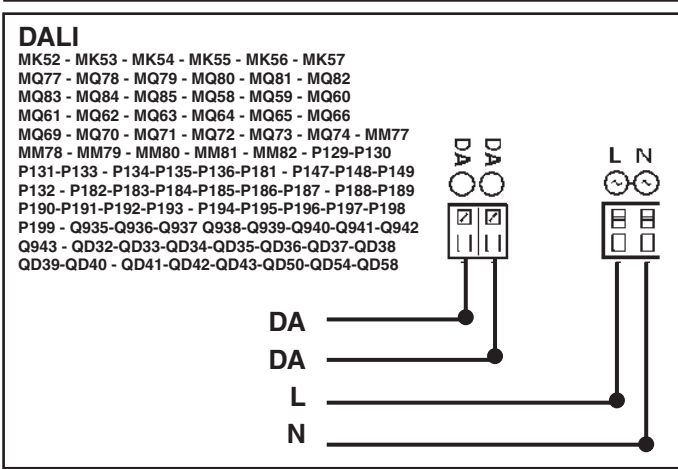 DALI
MK52 - MK53 - MK54 - MK55 - MK56 - MK57
MQ77 - MQ78 - MQ79 - MQ80 - MQ81 - MQ82
MQ83 - MQ84 - MQ85 - MQ58 - MQ59 - MQ60
MQ61 - MQ62 - MQ63 - MQ64 - MQ65 - MQ66
MQ69 - MQ70 - MQ71 - MQ72 - MQ73 - MQ74 - MM77
MM78 - MM79 - MM80 - MM81 - MM82 - P129-P130
P131-P133 - P134-P135-P136-P181 - P147-P148-P149
P132 - P182-P183-P184-P185-P186-P187 - P188-P189
P190-P191-P192-P193 - P194-P195-P196-P197-P198
P199 - Q935-Q936-Q937 Q938-Q939-Q940-Q941-Q942
Q943 - QD32-QD33-QD34-QD35-QD36-QD37-QD38
QD39-QD40 - QD41-QD42-QD43-QD50-QD54-QD58
DA DA
L N
DA
DA
L
N